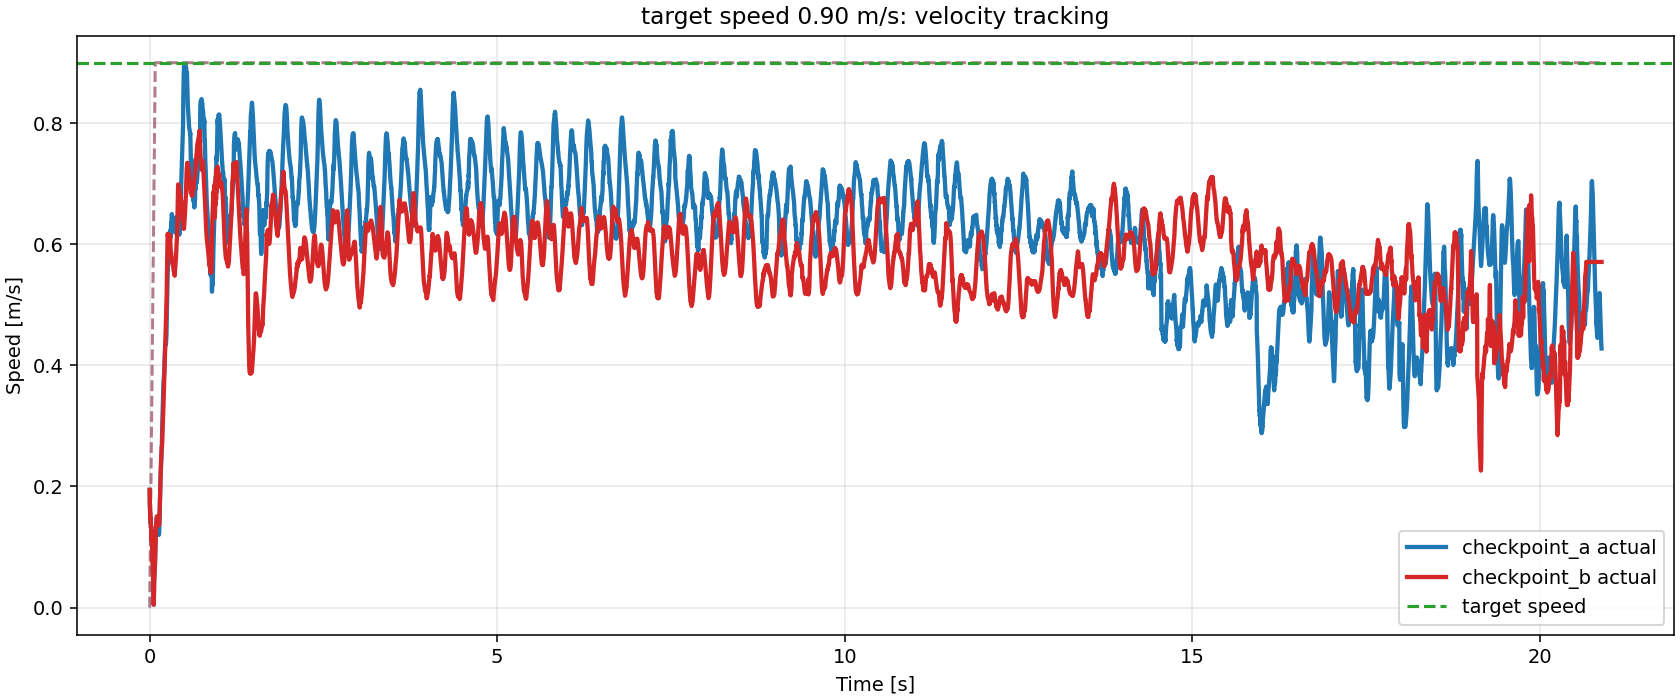 target speed 0.90 m/s: velocity tracking
Speed [m/s]
0.8
0.6
0.4
0.2
0.0
0
5
10
15
20
Time [s]
checkpoint_a actual
checkpoint_b actual
target speed